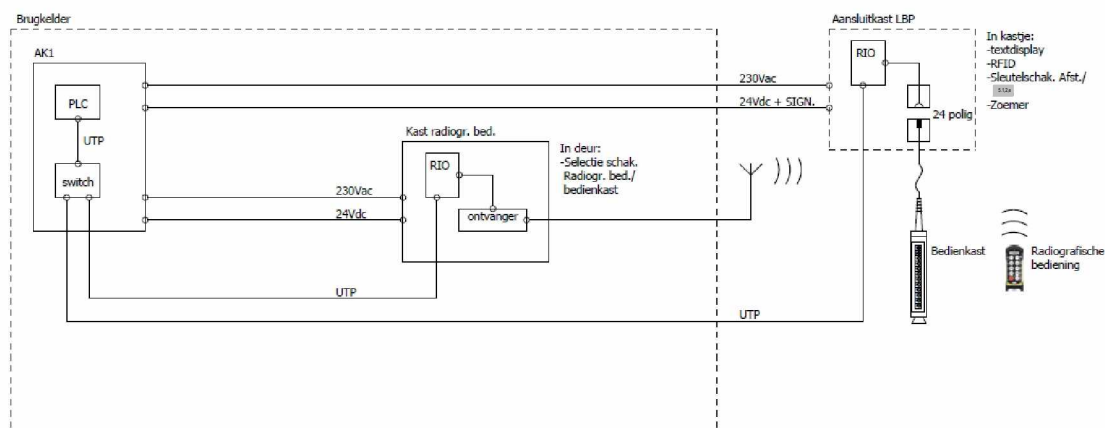 Brugkelder
Aansluitkast LBP
AK1
PLC
UTP
switch
230Vac
24Vdc + SIGN.
RIO
24 polig
In kastje:
-textdisplay
-RFID
-Sleutelschak. Afst./
-Zoemer
Kast radiogr. bed.
RIO
ontvanger
In deur:
-Selectie schak.
Radiogr. bed./
bedienkast
230Vac
24Vdc
UTP
UTP
Bedienkast
Radiografische
bediening